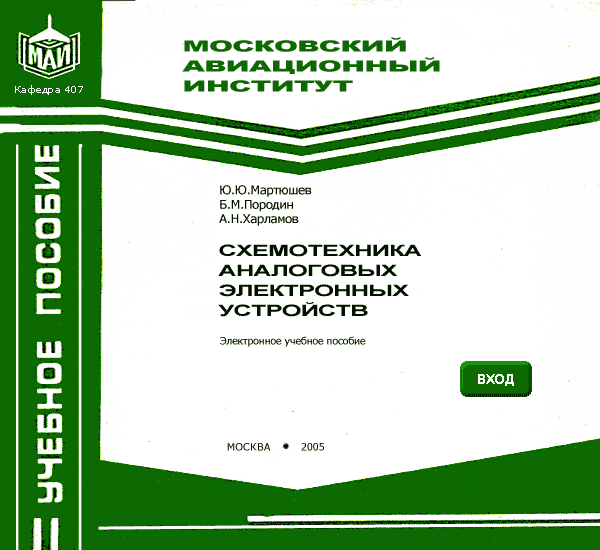 МАИ
Кафедра 407
МОСКОВСКИЙ
АВИАЦИОННЫЙ
ИНСТИТУТ
УЧЕБНОЕ ПОСОБИЕ
Ю.Ю.Мартюшев
Б.М.Породин
А.Н.Харламов
СХЕМОТЕХНИКА
АНАЛОГОВЫХ
ЭЛЕКТРОННЫХ
УСТРОЙСТВ
Электронное учебное пособие
ВХОД
МОСКВА • 2005